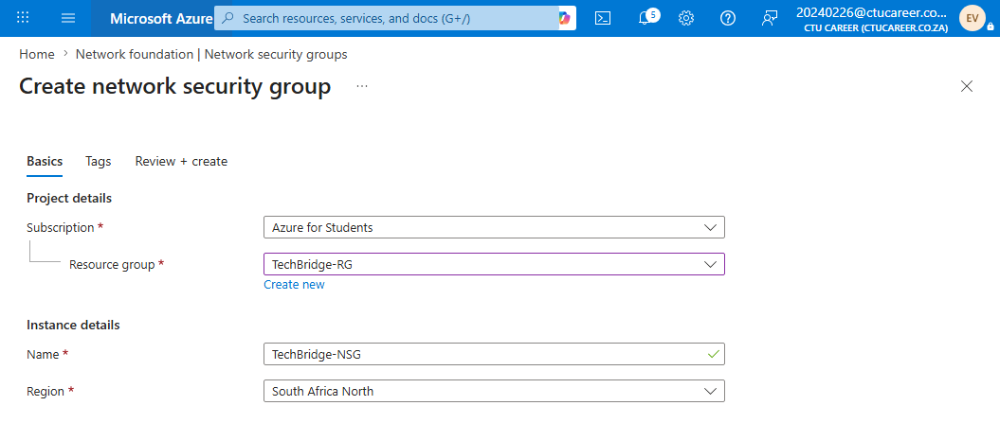 Microsoft Azure
Search resources, services, and docs (G+/)
5
20240226@ctucareer.co...
CTU CAREER (CTUCAREER.CO.ZA)
EV
Home > Network foundation | Network security groups
Create network security group ...
Basics Tags Review + create
Project details
Subscription * Azure for Students
Resource group * TechBridge-RG
Create new
Instance details
Name * TechBridge-NSG
Region * South Africa North